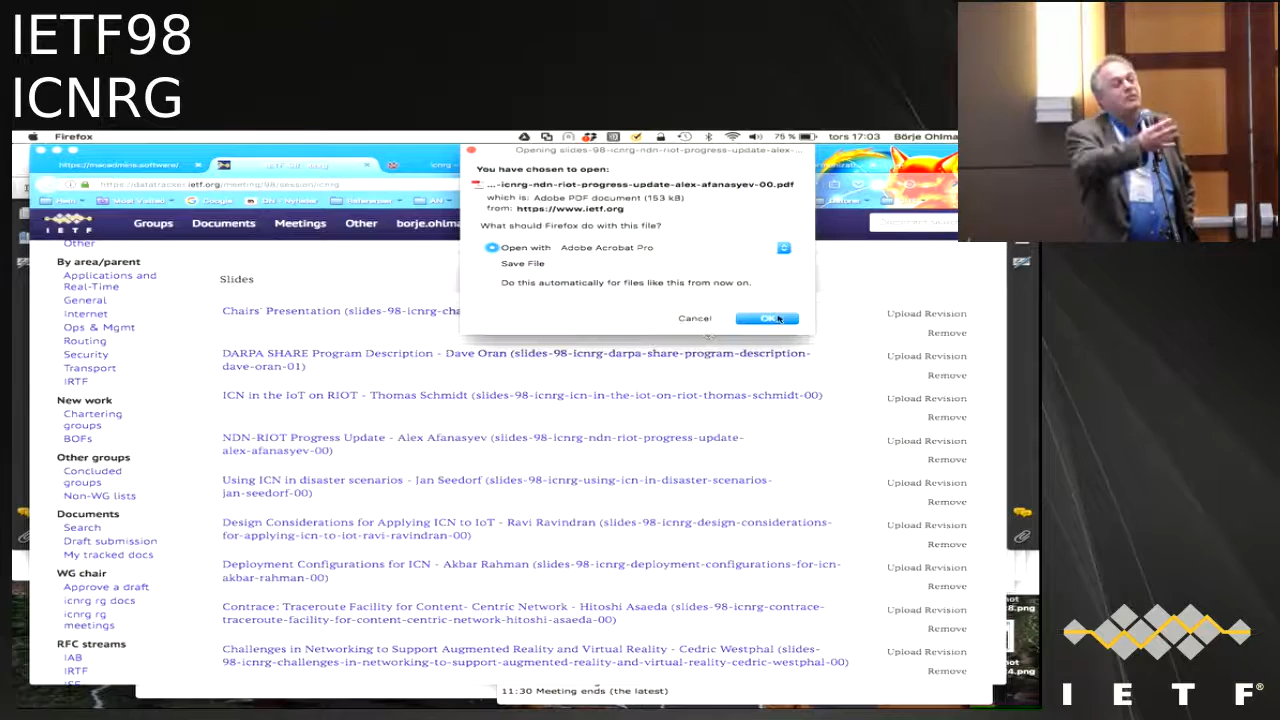 IETF98
ICNRG
Firefox
75 %
tors 17:03
Börje Ohlma
Opening slides-98-icnrg-ndn-riot-progress-update-alex-...
https://macadmins.software/
icnrg
https://datatracker.ietf.org/meeting/98/session/icnrg
Hem
Most Visited
Google
DN - Nyheter
Referenser
AN
You have chosen to open:
...-icnrg-ndn-riot-progress-update-alex-afanasyev-00.pdf
which is: Adobe PDF document (153 kB)
from: https://www.ietf.org
What should Firefox do with this file?
Open with Adobe Acrobat Pro
Save File
Do this automatically for files like this from now on.
Cancel
OK
I E T F
Groups
Documents
Meetings
Other
borje.ohlma
Other
By area/parent
Applications and
Real-Time
General
Internet
Ops & Mgmt
Routing
Security
Transport
IRTF
New work
Chartering
groups
BOFs
Other groups
Concluded
groups
Non-WG lists
Documents
Search
Draft submission
My tracked docs
WG chair
Approve a draft
icnrg rg docs
icnrg rg
meetings
RFC streams
IAB
IRTF
Slides
Chairs' Presentation (slides-98-icnrg-cha
Upload Revision
Remove
DARPA SHARE Program Description - Dave Oran (slides-98-icnrg-darpa-share-program-description-
dave-oran-01)
Upload Revision
Remove
ICN in the IoT on RIOT - Thomas Schmidt (slides-98-icnrg-icn-in-the-iot-on-riot-thomas-schmidt-00)
Upload Revision
Remove
NDN-RIOT Progress Update - Alex Afanasyev (slides-98-icnrg-ndn-riot-progress-update-
alex-afanasyev-00)
Upload Revision
Remove
Using ICN in disaster scenarios - Jan Seedorf (slides-98-icnrg-using-icn-in-disaster-scenarios-
jan-seedorf-00)
Upload Revision
Remove
Design Considerations for Applying ICN to IoT - Ravi Ravindran (slides-98-icnrg-design-considerations-
for-applying-icn-to-iot-ravi-ravindran-00)
Upload Revision
Remove
Deployment Configurations for ICN - Akbar Rahman (slides-98-icnrg-deployment-configurations-for-icn-
akbar-rahman-00)
Upload Revision
Remove
Contrace: Traceroute Facility for Content- Centric Network - Hitoshi Asaeda (slides-98-icnrg-contrace-
traceroute-facility-for-content-centric-network-hitoshi-asaeda-00)
Upload Revision
Remove
Challenges in Networking to Support Augmented Reality and Virtual Reality - Cedric Westphal (slides-
98-icnrg-challenges-in-networking-to-support-augmented-reality-and-virtual-reality-cedric-westphal-00)
Upload Revision
Remove
11:30 Meeting ends (the latest)
I E T F®